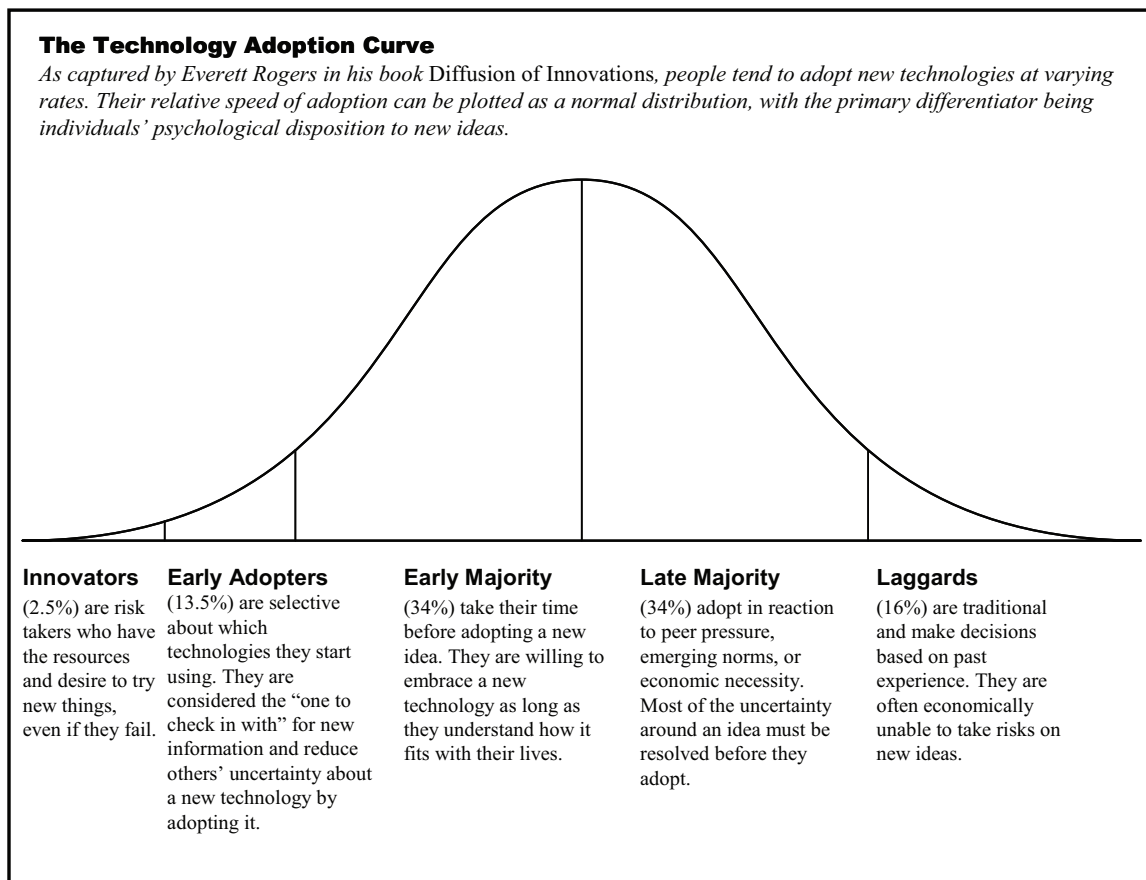 The Technology Adoption Curve
As captured by Everett Rogers in his book Diffusion of Innovations, people tend to adopt new technologies at varying
rates. Their relative speed of adoption can be plotted as a normal distribution, with the primary differentiator being
individuals’ psychological disposition to new ideas.
Innovators
(2.5%) are risk
takers who have
the resources
and desire to try
new things,
even if they fail.
Early Adopters
(13.5%) are selective
about which
technologies they start
using. They are
considered the “one to
check in with” for new
information and reduce
others’ uncertainty about
a new technology by
adopting it.
Early Majority
(34%) take their time
before adopting a new
idea. They are willing to
embrace a new
technology as long as
they understand how it
fits with their lives.
Late Majority
(34%) adopt in reaction
to peer pressure,
emerging norms, or
economic necessity.
Most of the uncertainty
around an idea must be
resolved before they
adopt.
Laggards
(16%) are traditional
and make decisions
based on past
experience. They are
often economically
unable to take risks on
new ideas.